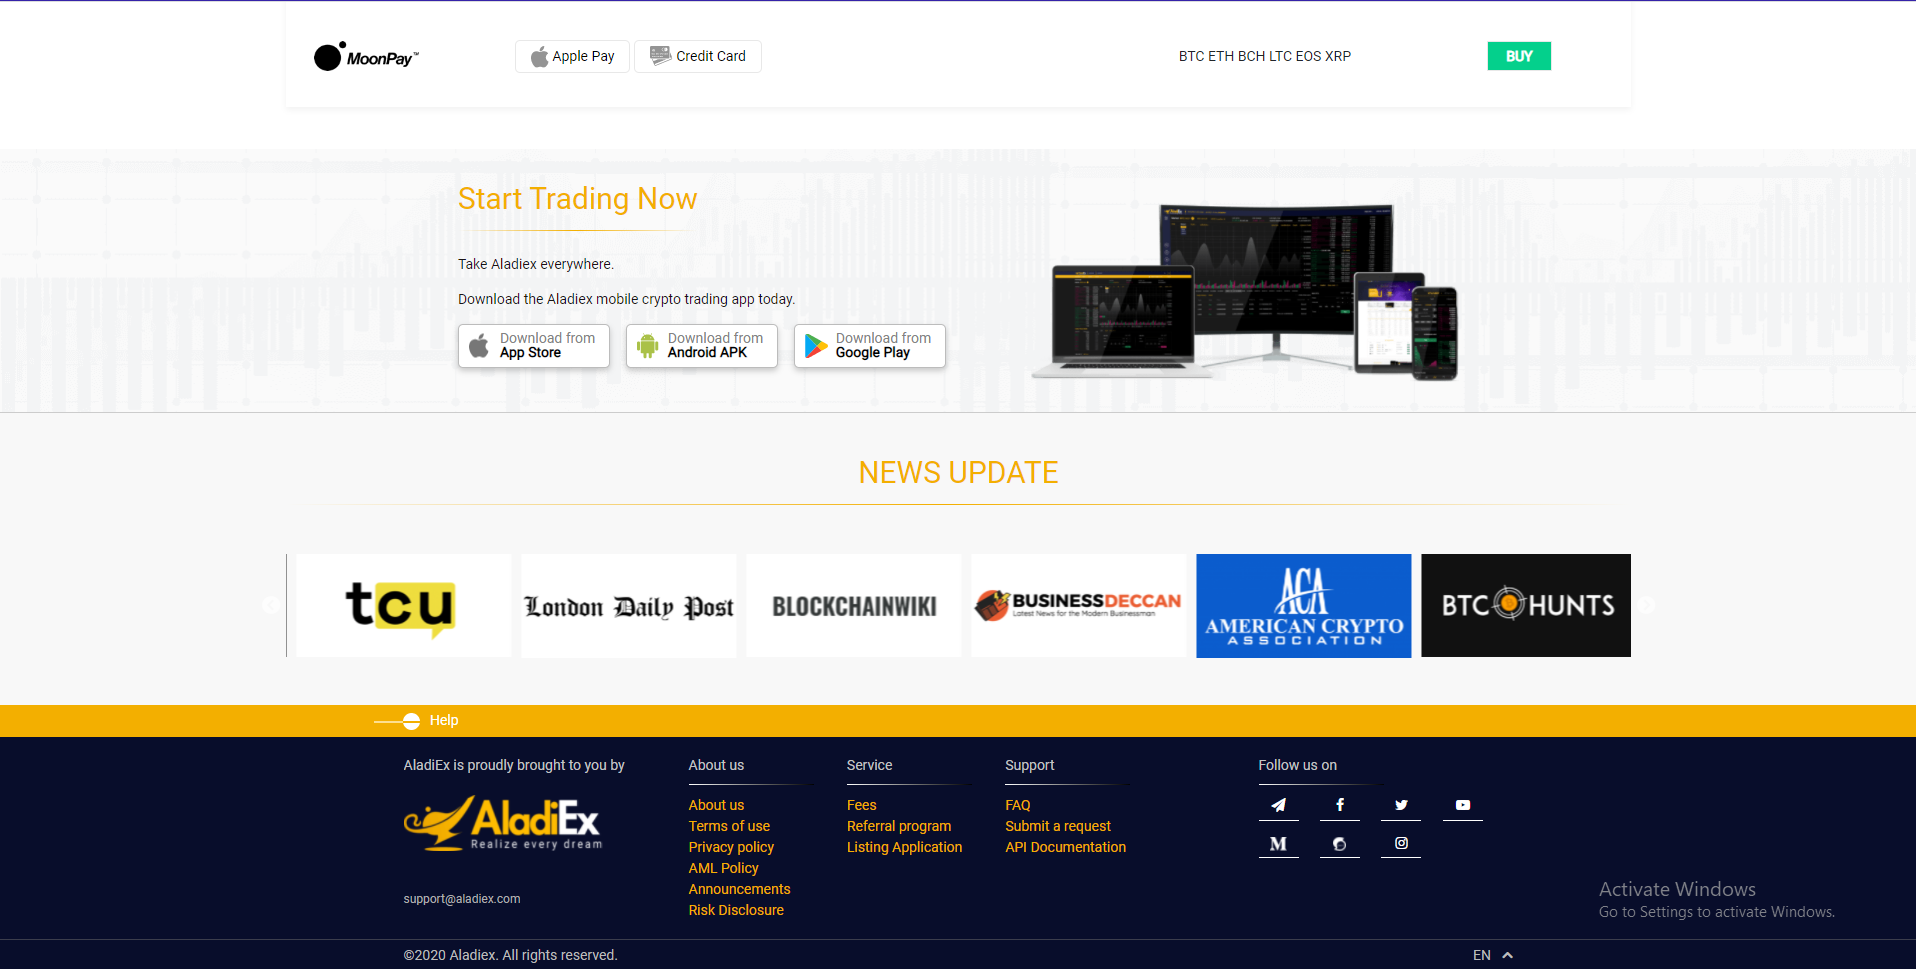 MoonPay™
Apple Pay
Credit Card
BTC ETH BCH LTC EOS XRP
BUY
Start Trading Now
Take Aladiex everywhere.
Download the Aladiex mobile crypto trading app today.
Download from
App Store
Download from
Android APK
Download from
Google Play
NEWS UPDATE
tcu
London Daily Post
BLOCKCHAINWIKI
BUSINESSDECCAN
Latest News for the Modern Businessman
ACA
AMERICAN CRYPTO
ASSOCIATION
BTC HUNTS
Help
AladiEx is proudly brought to you by
AladiEx
Realize every dream
support@aladiex.com
About us
About us
Terms of use
Privacy policy
AML Policy
Announcements
Risk Disclosure
Service
Fees
Referral program
Listing Application
Support
FAQ
Submit a request
API Documentation
Follow us on
Activate Windows
Go to Settings to activate Windows.
©2020 Aladiex. All rights reserved.
EN